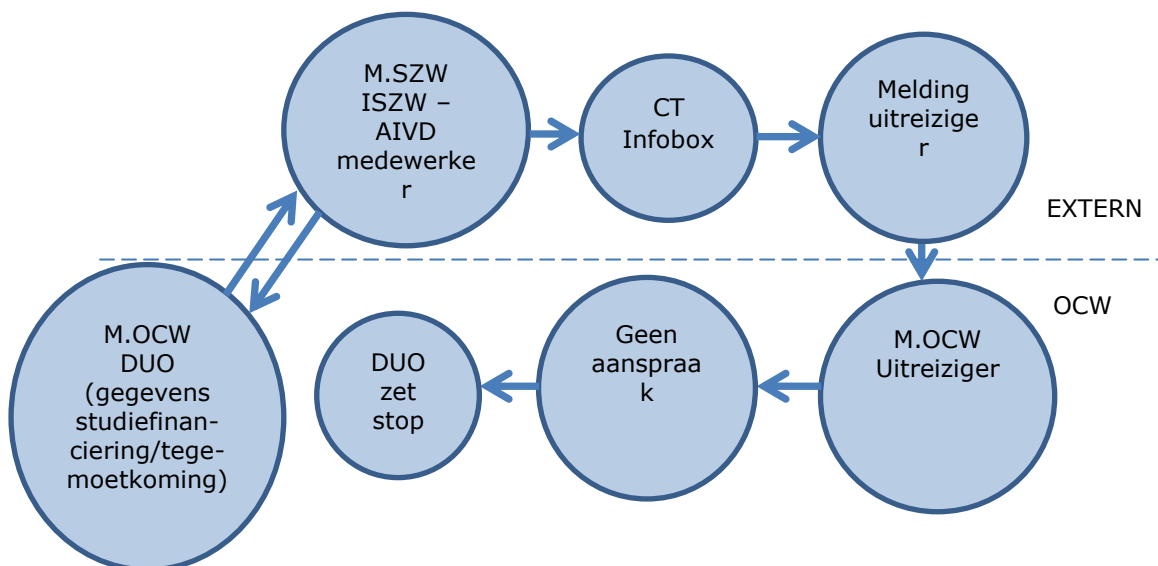 M.SZW
ISZW –
AIVD
medewerke
r
CT
Infobox
Melding
uitreizige
r
EXTERN
OCW
M.OCW
DUO
(gegevens
studiefinan-
ciering/tege-
moetkoming)
DUO
zet
stop
Geen
aanspraa
k
M.OCW
Uitreiziger